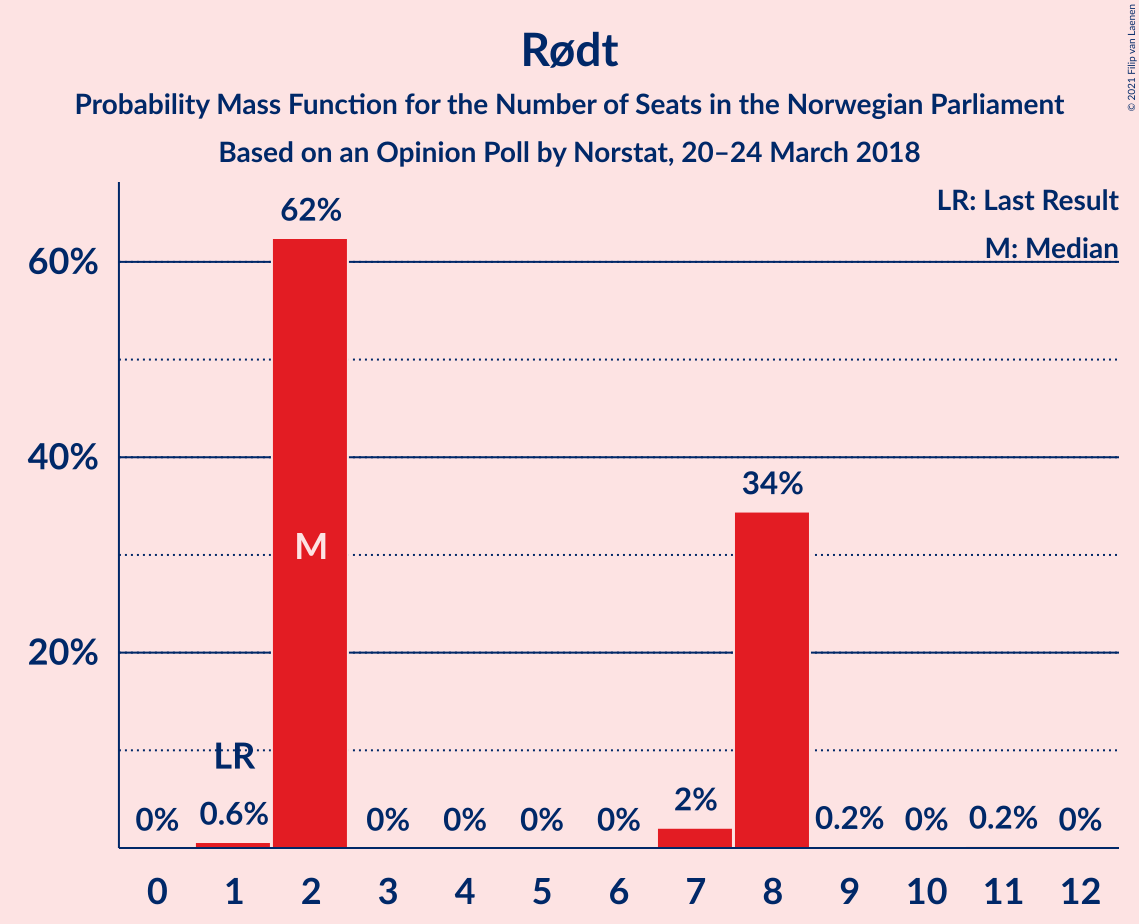 Rødt
Probability Mass Function for the Number of Seats in the Norwegian Parliament
Based on an Opinion Poll by Norstat, 20–24 March 2018
© 2021 Filip van Laenen
LR: Last Result
M: Median
60%
40%
20%
62%
M
34%
LR
0%
0.6%
0%
0%
0%
0%
2%
0.2%
0%
0.2%
0%
0 1 2 3 4 5 6 7 8 9 10 11 12